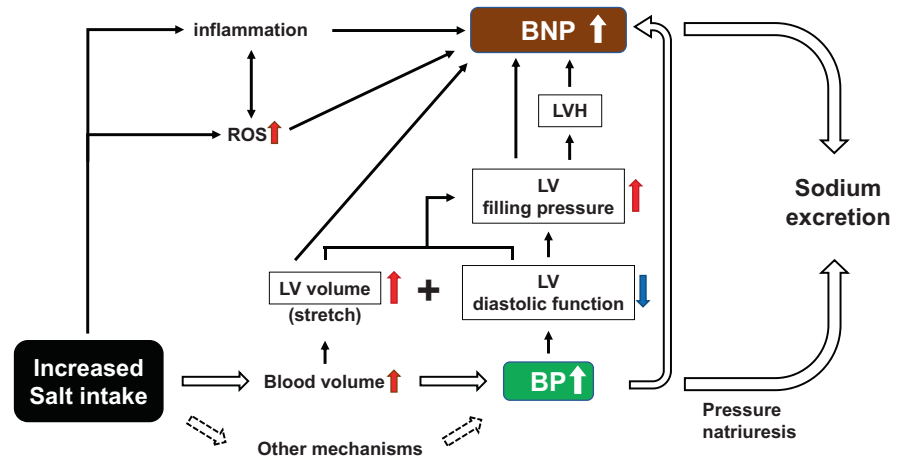 inflammation
BNP
ROS
LVH
LV
filling pressure
Sodium
excretion
LV volume
(stretch)
+
LV
diastolic function
Increased
Salt intake
Blood volume
BP
Pressure
natriuresis
Other mechanisms